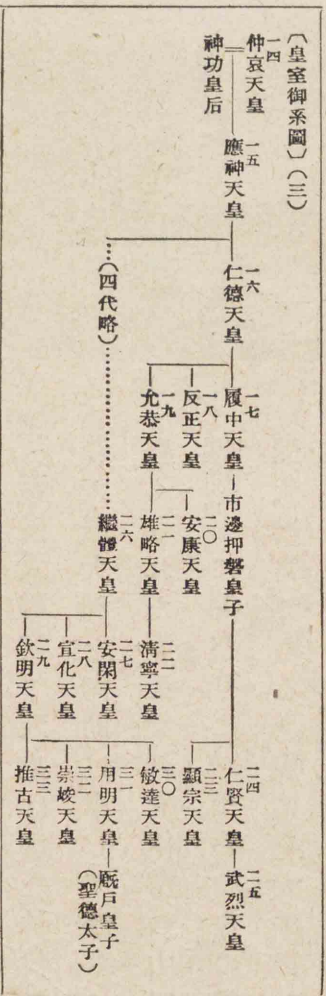 〔皇室御系圖〕(三)
一四
仲哀天皇
神功皇后
一五
應神天皇
一六
仁德天皇
(四代略)
一七
履中天皇
一八
反正天皇
一九
允恭天皇
市邊押磐皇子
二〇
安康天皇
二一
雄略天皇
二六
繼體天皇
二二
清寧天皇
二七
安閑天皇
二八
宣化天皇
二九
欽明天皇
二四
仁賢天皇
二三
顯宗天皇
三〇
敏達天皇
三一
用明天皇
三二
崇峻天皇
三三
推古天皇
二五
武烈天皇
厩戸皇子
(聖德太子)